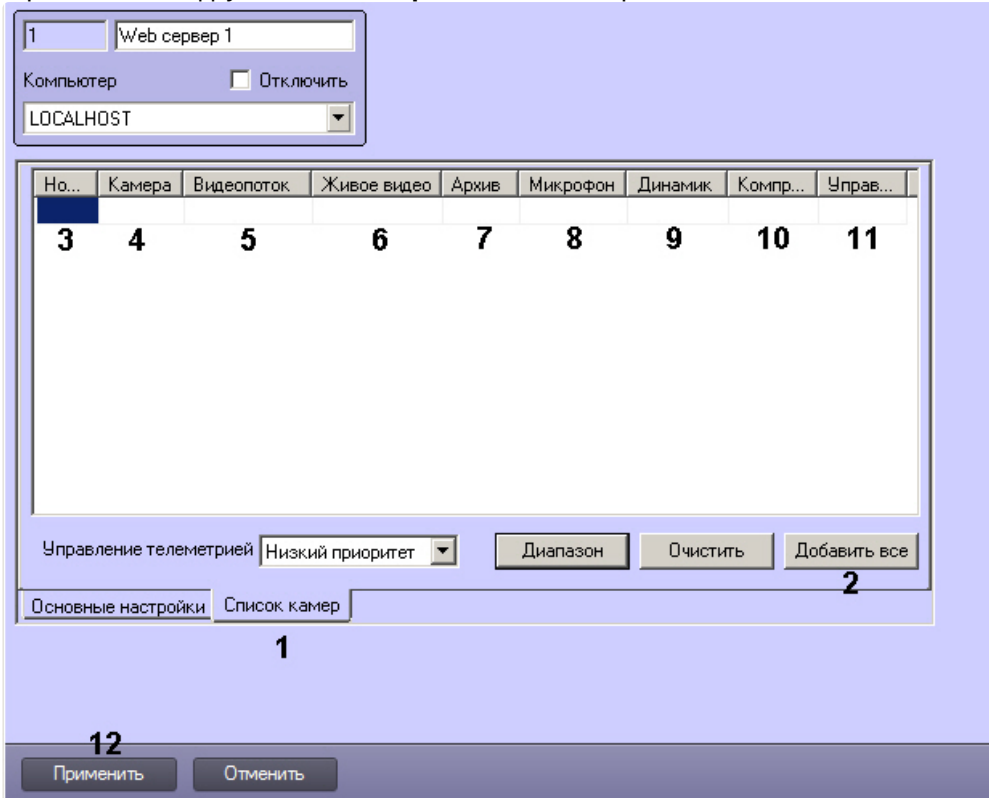 1 Web сервер 1
Компьютер Отключить
LOCALHOST
Но... Камера Видеопоток Живое видео Архив Микрофон Динамик Компр... Управ...
3 4 5 6 7 8 9 10 11
Управление телеметрией Низкий приоритет Диапазон Очистить Добавить все
2
Основные настройки Список камер
1
12
Применить Отменить